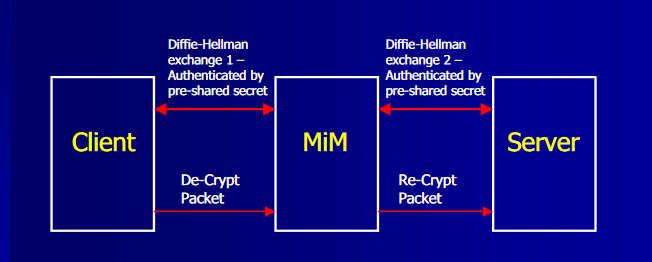 Diffie-Hellman
exchange 1 –
Authenticated by
pre-shared secret
Diffie-Hellman
exchange 2 –
Authenticated by
pre-shared secret
Client
MiM
Server
De-Crypt
Packet
Re-Crypt
Packet